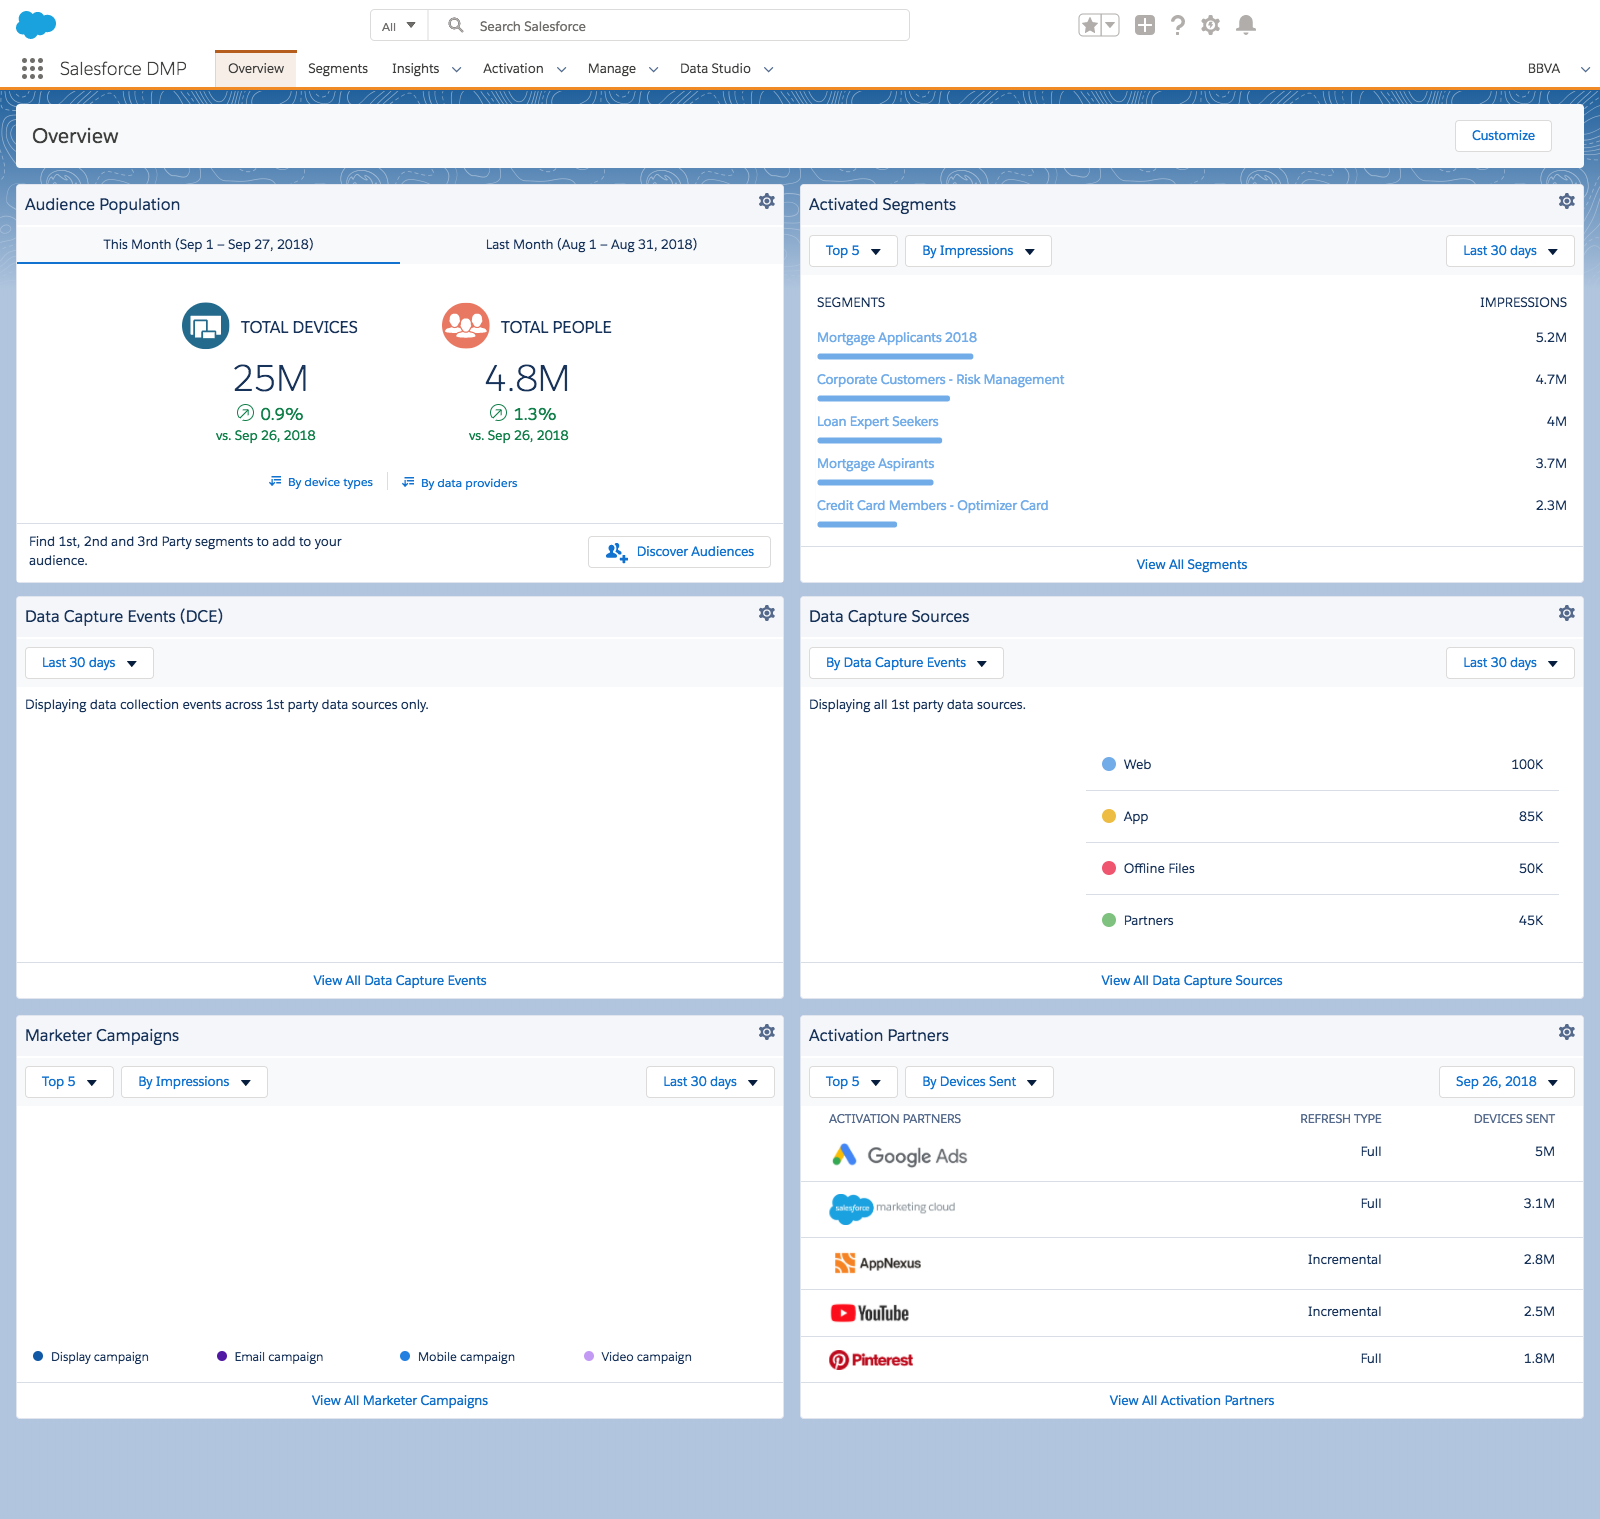 All
Search Salesforce
Salesforce DMP
Overview
Segments
Insights
Activation
Manage
Data Studio
BBVA
Overview
Customize
Audience Population
This Month (Sep 1 – Sep 27, 2018)
Last Month (Aug 1 – Aug 31, 2018)
TOTAL DEVICES
25M
0.9%
vs. Sep 26, 2018
TOTAL PEOPLE
4.8M
1.3%
vs. Sep 26, 2018
By device types
By data providers
Find 1st, 2nd and 3rd Party segments to add to your
audience.
Discover Audiences
Activated Segments
Top 5
By Impressions
Last 30 days
SEGMENTS IMPRESSIONS
Mortgage Applicants 2018 5.2M
Corporate Customers - Risk Management 4.7M
Loan Expert Seekers 4M
Mortgage Aspirants 3.7M
Credit Card Members - Optimizer Card 2.3M
View All Segments
Data Capture Events (DCE)
Last 30 days
Displaying data collection events across 1st party data sources only.
View All Data Capture Events
Data Capture Sources
By Data Capture Events
Last 30 days
Displaying all 1st party data sources.
Web 100K
App 85K
Offline Files 50K
Partners 45K
View All Data Capture Sources
Marketer Campaigns
Top 5
By Impressions
Last 30 days
Display campaign
Email campaign
Mobile campaign
Video campaign
View All Marketer Campaigns
Activation Partners
Top 5
By Devices Sent
Sep 26, 2018
ACTIVATION PARTNERS REFRESH TYPE DEVICES SENT
Google Ads Full 5M
salesforce marketing cloud Full 3.1M
AppNexus Incremental 2.8M
YouTube Incremental 2.5M
Pinterest Full 1.8M
View All Activation Partners